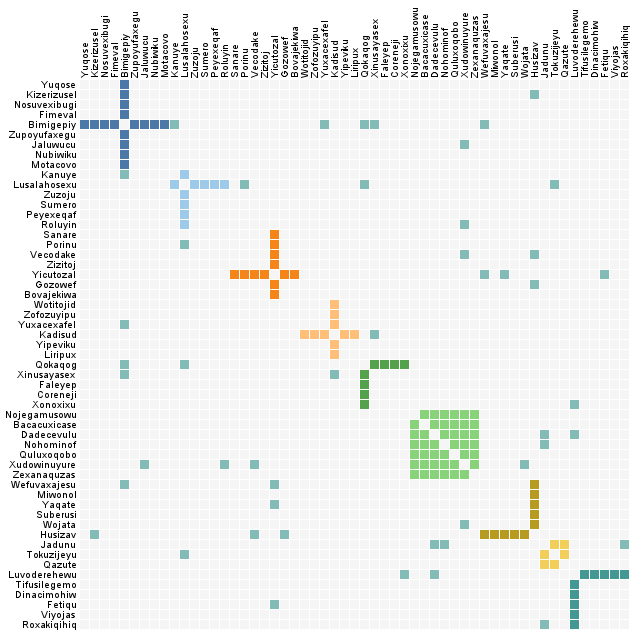 Yuqose
Kizerizusel
Nosuvexibugi
Fimeval
Bimigepiy
Zupoyufaxegu
Jaluwucu
Nubiwiku
Motacovo
Kanuye
Lusalahosexu
Zuzoju
Sumero
Peyexeqaf
Roluyin
Sanare
Porinu
Vecodake
Zizitoj
Yicutozal
Gozowef
Bovajekiwa
Wotitojid
Zofozuyipu
Yuxacexafel
Kadisud
Yipeviku
Liripux
Qokaqog
Xinusayasex
Faleyep
Coreneji
Xonoxixu
Nojegamusowu
Bacacuxicase
Dadecevulu
Nohominof
Quluxoqobo
Xudowinuyure
Zexanaquzas
Wefuvaxajesu
Miwonol
Yaqate
Suberusi
Wojata
Husizav
Jadunu
Tokuzijeyu
Qazute
Luvoderehewu
Tifusilegemo
Dinacimohiw
Fetiqu
Viyojas
Roxakiqihiq
Yuqose
Kizerizusel
Nosuvexibugi
Fimeval
Bimigepiy
Zupoyufaxegu
Jaluwucu
Nubiwiku
Motacovo
Kanuye
Lusalahosexu
Zuzoju
Sumero
Peyexeqaf
Roluyin
Sanare
Porinu
Vecodake
Zizitoj
Yicutozal
Gozowef
Bovajekiwa
Wotitojid
Zofozuyipu
Yuxacexafel
Kadisud
Yipeviku
Liripux
Qokaqog
Xinusayasex
Faleyep
Coreneji
Xonoxixu
Nojegamusowu
Bacacuxicase
Dadecevulu
Nohominof
Quluxoqobo
Xudowinuyure
Zexanaquzas
Wefuvaxajesu
Miwonol
Yaqate
Suberusi
Wojata
Husizav
Jadunu
Tokuzijeyu
Qazute
Luvoderehewu
Tifusilegemo
Dinacimohiw
Fetiqu
Viyojas
Roxakiqihiq